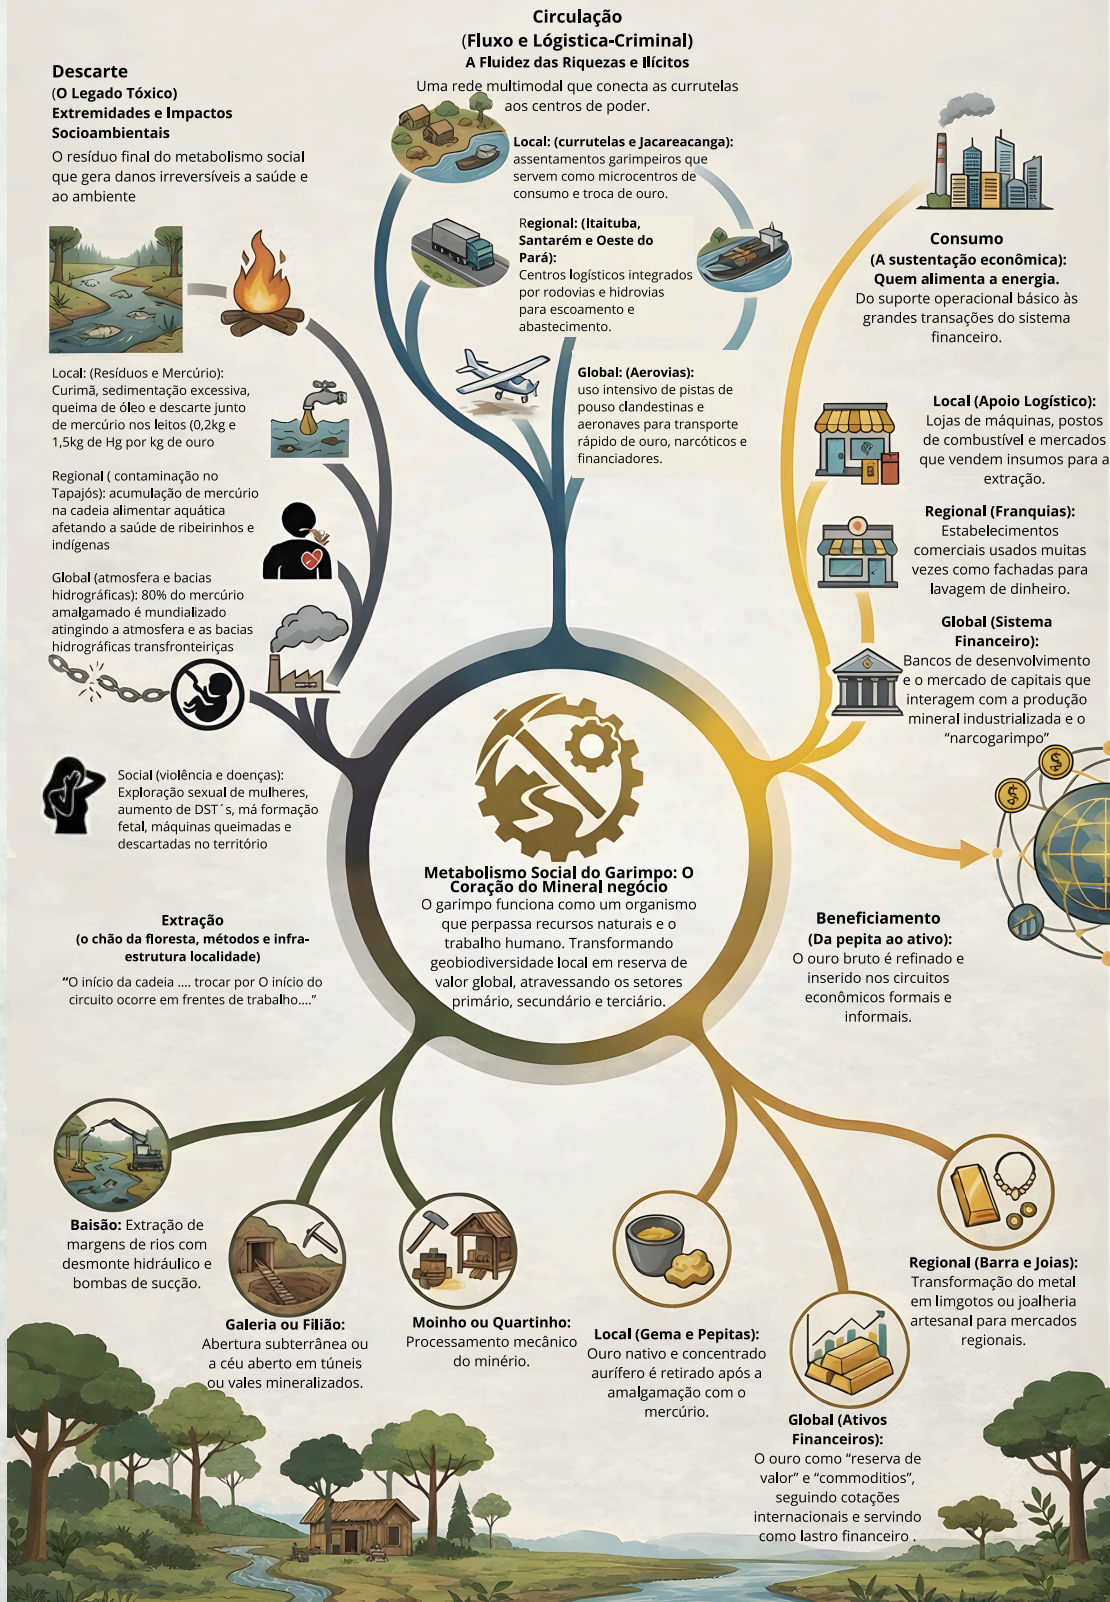 Circulação
(Fluxo e Lógistica-Criminal)
A Fluidez das Riquezas e Ilícitos
Uma rede multimodal que conecta as currutelas
aos centros de poder.
Local: (currutelas e Jacareacanga):
assentamentos garimpeiros que
servem como microcentros de
consumo e troca de ouro.
Regional: (Itaituba,
Santarém e Oeste do
Pará):
Centros logísticos integrados
por rodovias e hidrovias
para escoamento e
abastecimento.
Global: (Aerovias):
uso intensivo de pistas de
pouso clandestinas e
aeronaves para transporte
rápido de ouro, narcóticos e
financiadores.
Descarte
(O Legado Tóxico)
Extremidades e Impactos
Socioambientais
O resíduo final do metabolismo social
que gera danos irreversíveis a saúde e
ao ambiente
Local: (Resíduos e Mercúrio):
Curimã, sedimentação excessiva,
queima de óleo e descarte junto
de mercúrio nos leitos (0,2kg e
1,5kg de Hg por kg de ouro
Regional ( contaminação no
Tapajós): acumulação de mercúrio
na cadeia alimentar aquática
afetando a saúde de ribeirinhos e
indígenas
Global (atmosfera e bacias
hidrográficas): 80% do mercúrio
amalgamado é mundializado
atingindo a atmosfera e as bacias
hidrográficas transfronteiriças
Social (violência e doenças):
Exploração sexual de mulheres,
aumento de DST´s, má formação
fetal, máquinas queimadas e
descartadas no território
Consumo
(A sustentação econômica):
Quem alimenta a energia.
Do suporte operacional básico às
grandes transações do sistema
financeiro.
Local (Apoio Logístico):
Lojas de máquinas, postos
de combustível e mercados
que vendem insumos para a
extração.
Regional (Franquias):
Estabelecimentos
comerciais usados muitas
vezes como fachadas para
lavagem de dinheiro.
Global (Sistema
Financeiro):
Bancos de desenvolvimento
e o mercado de capitais que
interagem com a produção
mineral industrializada e o
“narcogarimpo”
$
$
Metabolismo Social do Garimpo: O
Coração do Mineral negócio
O garimpo funciona como um organismo
que perpassa recursos naturais e o
trabalho humano. Transformando
geobiodiversidade local em reserva de
valor global, atravessando os setores
primário, secundário e terciário.
Extração
(o chão da floresta, métodos e infra-
estrutura localidade)
“O início da cadeia .... trocar por O início do
circuito ocorre em frentes de trabalho....”
Baisão: Extração de
margens de rios com
desmonte hidráulico e
bombas de sucção.
Galeria ou Filião:
Abertura subterrânea ou
a céu aberto em túneis
ou vales mineralizados.
Moinho ou Quartinho:
Processamento mecânico
do minério.
Beneficiamento
(Da pepita ao ativo):
O ouro bruto é refinado e
inserido nos circuitos
econômicos formais e
informais.
Local (Gema e Pepitas):
Ouro nativo e concentrado
aurífero é retirado após a
amalgamação com o
mercúrio.
Regional (Barra e Joias):
Transformação do metal
em limgotos ou joalheria
artesanal para mercados
regionais.
Global (Ativos
Financeiros):
O ouro como “reserva de
valor” e “commoditios”,
seguindo cotações
internacionais e servindo
como lastro financeiro .